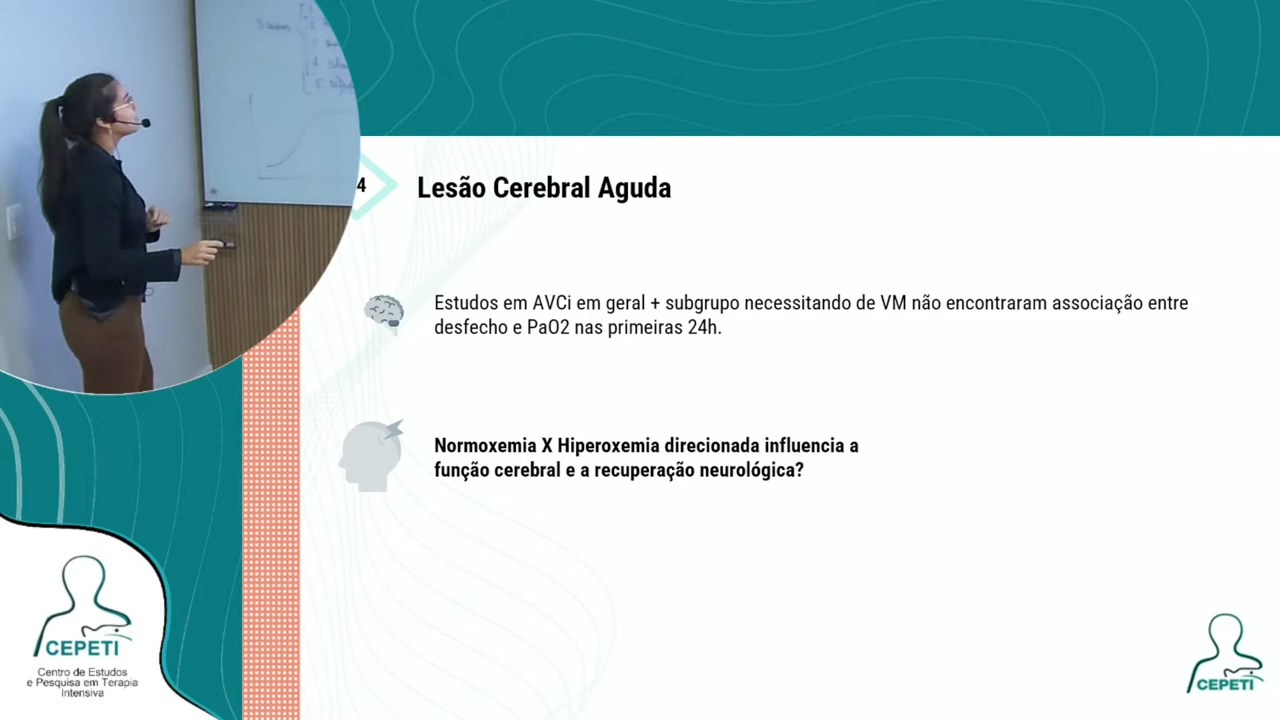 4
Lesão Cerebral Aguda
Estudos em AVCi em geral + subgrupo necessitando de VM não encontraram associação entre
desfecho e PaO2 nas primeiras 24h.
Normoxemia X Hiperoxemia direcionada influencia a
função cerebral e a recuperação neurológica?
CEPETI
Centro de Estudos
e Pesquisa em Terapia
Intensiva
CEPETI